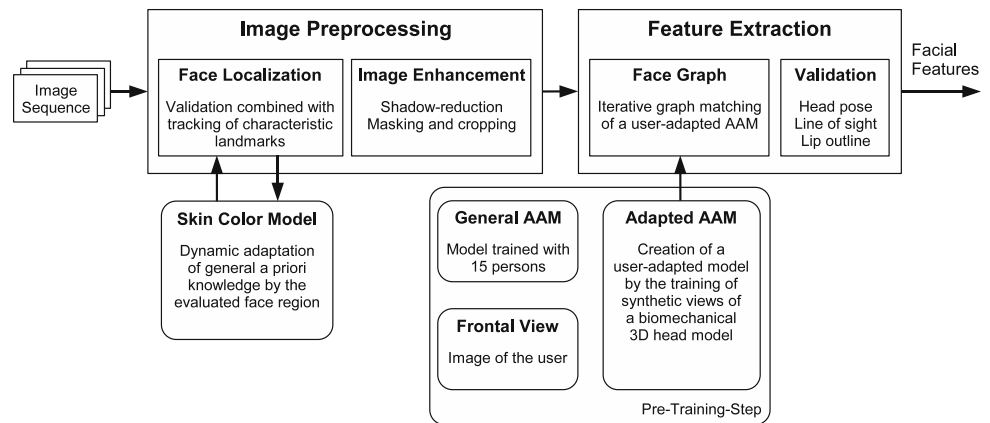 Image Preprocessing
Feature Extraction
Image
Sequence
Face Localization
Validation combined with
tracking of characteristic
landmarks
Image Enhancement
Shadow-reduction
Masking and cropping
Face Graph
Iterative graph matching
of a user-adapted AAM
Validation
Head pose
Line of sight
Lip outline
Facial
Features
Skin Color Model
Dynamic adaptation
of general a priori
knowledge by the
evaluated face region
General AAM
Model trained with
15 persons
Frontal View
Image of the user
Adapted AAM
Creation of a
user-adapted model
by the training of
synthetic views of
a biomechanical
3D head model
Pre-Training-Step